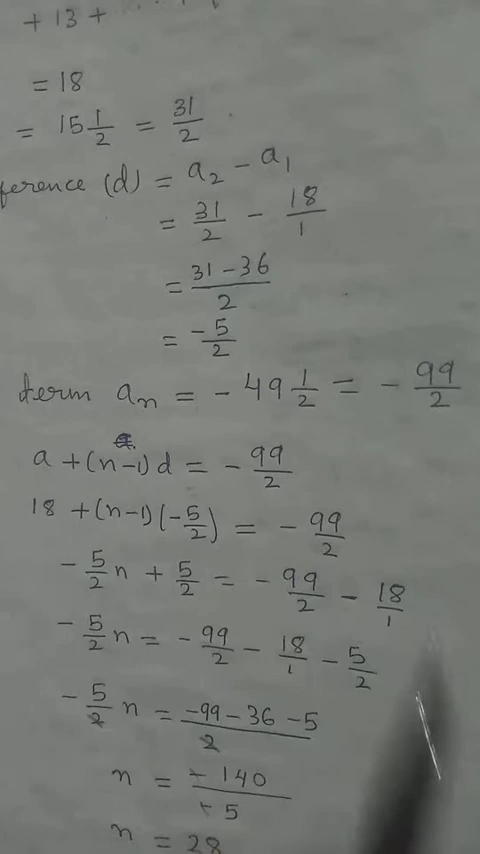 + 13 +
= 18
= 15 1/2 = 31/2
ference (d) = a₂ - a₁
= 31/2 - 18/1
= 31 - 36/2
= -5/2
term aₙ = - 49 1/2 = - 99/2
a + (n-1)d = - 99/2
18 + (n-1)(-5/2) = - 99/2
- 5/2 n + 5/2 = - 99/2 - 18/1
- 5/2 n = - 99/2 - 18/1 - 5/2
- 5/2 n = -99 - 36 - 5/2
n = - 140/- 5
n = 28